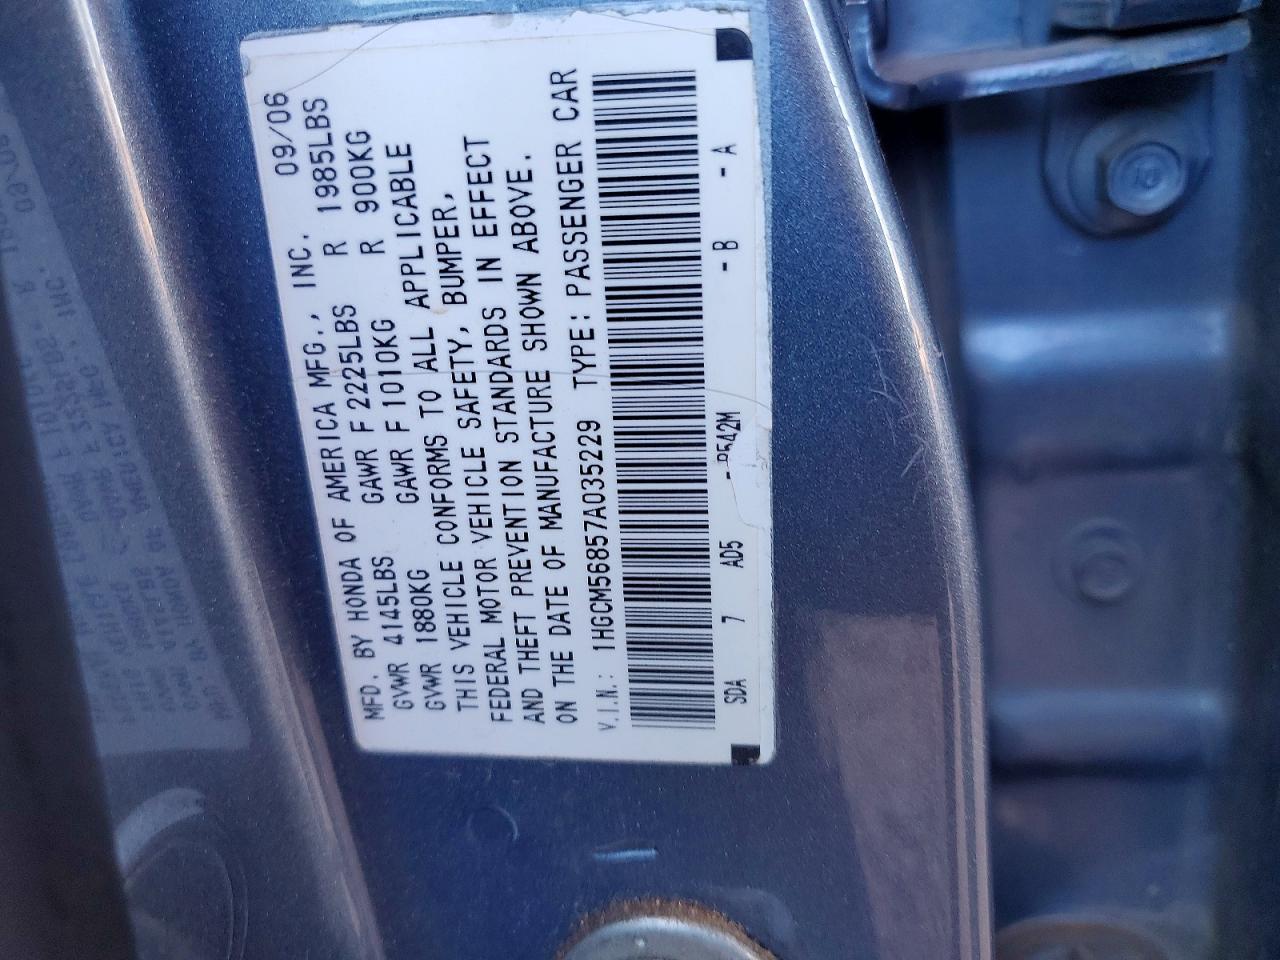 MFD. BY HONDA OF AMERICA MFG., INC. 09/06
GVWR 4145LBS GAWR F 2225LBS R 1985LBS
GVWR 1880KG GAWR F 1010KG R 900KG
THIS VEHICLE CONFORMS TO ALL APPLICABLE
FEDERAL MOTOR VEHICLE SAFETY, BUMPER,
AND THEFT PREVENTION STANDARDS IN EFFECT
ON THE DATE OF MANUFACTURE SHOWN ABOVE.
V.I.N.: 1HGCM56857A035229 TYPE: PASSENGER CAR
SDA 7 AD5 - B542M - B - A